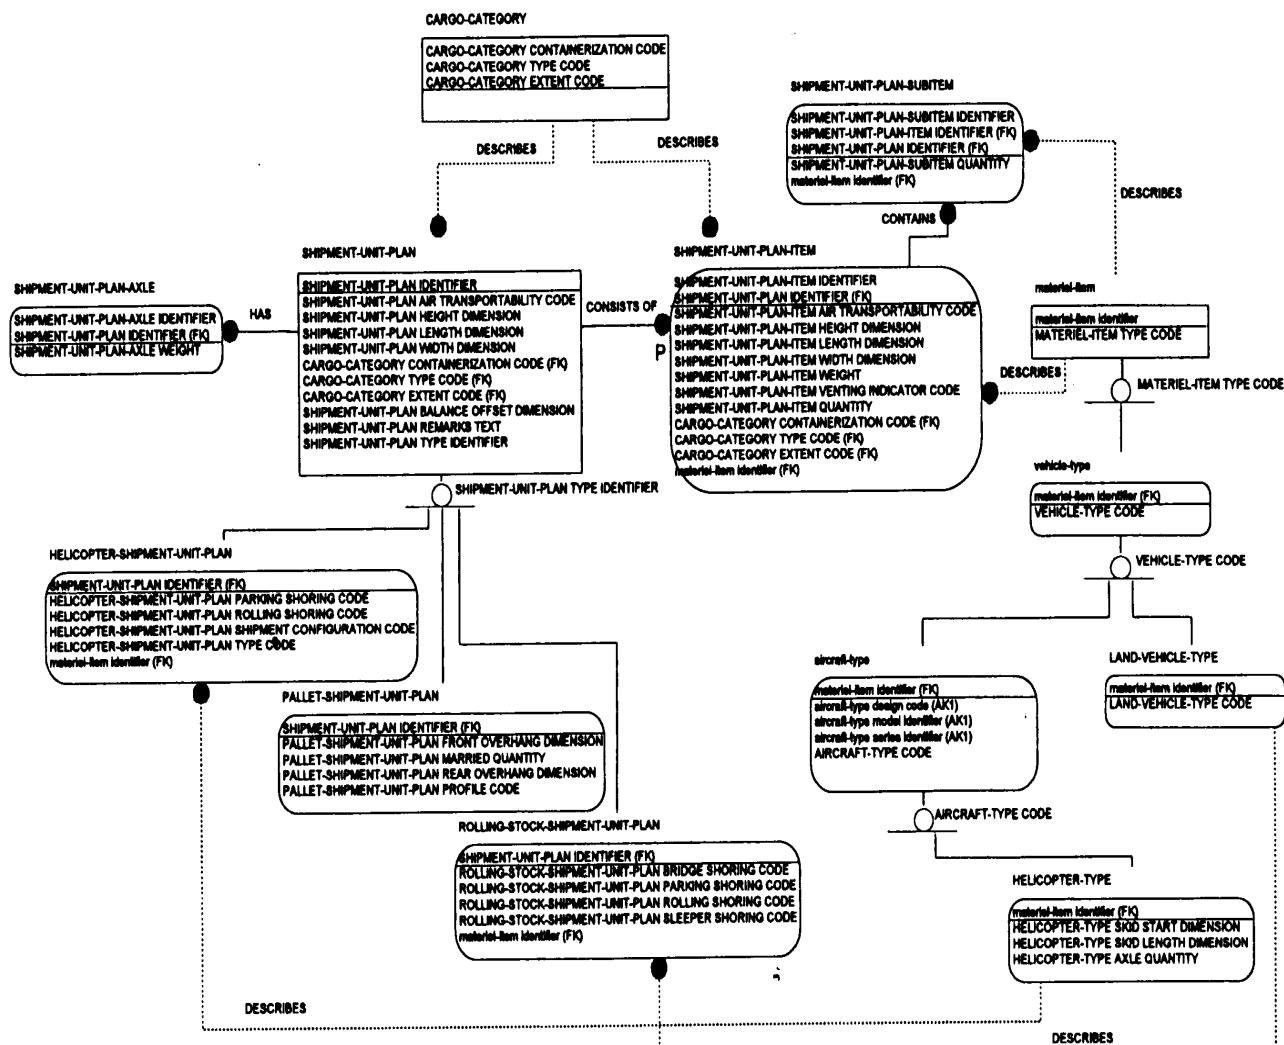 CARGO-CATEGORY
CARGO-CATEGORY CONTAINERIZATION CODE
CARGO-CATEGORY TYPE CODE
CARGO-CATEGORY EXTENT CODE
DESCRIBES
DESCRIBES
SHIPMENT-UNIT-PLAN-SUBITEM
SHIPMENT-UNIT-PLAN-SUBITEM IDENTIFIER
SHIPMENT-UNIT-PLAN-ITEM IDENTIFIER (FK)
SHIPMENT-UNIT-PLAN IDENTIFIER (FK)
SHIPMENT-UNIT-PLAN-SUBITEM QUANTITY
materiel-item identifier (FK)
CONTAINS
DESCRIBES
SHIPMENT-UNIT-PLAN-AXLE
SHIPMENT-UNIT-PLAN-AXLE IDENTIFIER
SHIPMENT-UNIT-PLAN IDENTIFIER (FK)
SHIPMENT-UNIT-PLAN-AXLE WEIGHT
HAS
SHIPMENT-UNIT-PLAN
SHIPMENT-UNIT-PLAN IDENTIFIER
SHIPMENT-UNIT-PLAN AIR TRANSPORTABILITY CODE
SHIPMENT-UNIT-PLAN HEIGHT DIMENSION
SHIPMENT-UNIT-PLAN LENGTH DIMENSION
SHIPMENT-UNIT-PLAN WIDTH DIMENSION
CARGO-CATEGORY CONTAINERIZATION CODE (FK)
CARGO-CATEGORY TYPE CODE (FK)
CARGO-CATEGORY EXTENT CODE (FK)
SHIPMENT-UNIT-PLAN BALANCE OFFSET DIMENSION
SHIPMENT-UNIT-PLAN REMARKS TEXT
SHIPMENT-UNIT-PLAN TYPE IDENTIFIER
CONSISTS OF
P
SHIPMENT-UNIT-PLAN-ITEM
SHIPMENT-UNIT-PLAN-ITEM IDENTIFIER
SHIPMENT-UNIT-PLAN IDENTIFIER (FK)
SHIPMENT-UNIT-PLAN-ITEM AIR TRANSPORTABILITY CODE
SHIPMENT-UNIT-PLAN-ITEM HEIGHT DIMENSION
SHIPMENT-UNIT-PLAN-ITEM LENGTH DIMENSION
SHIPMENT-UNIT-PLAN-ITEM WIDTH DIMENSION
SHIPMENT-UNIT-PLAN-ITEM WEIGHT
SHIPMENT-UNIT-PLAN-ITEM VENTING INDICATOR CODE
SHIPMENT-UNIT-PLAN-ITEM QUANTITY
CARGO-CATEGORY CONTAINERIZATION CODE (FK)
CARGO-CATEGORY TYPE CODE (FK)
CARGO-CATEGORY EXTENT CODE (FK)
materiel-item identifier (FK)
DESCRIBES
materiel-item
materiel-item identifier
MATERIEL-ITEM TYPE CODE
MATERIEL-ITEM TYPE CODE
vehicle-type
materiel-item identifier (FK)
VEHICLE-TYPE CODE
VEHICLE-TYPE CODE
SHIPMENT-UNIT-PLAN TYPE IDENTIFIER
HELICOPTER-SHIPMENT-UNIT-PLAN
SHIPMENT-UNIT-PLAN IDENTIFIER (FK)
HELICOPTER-SHIPMENT-UNIT-PLAN PARKING SHORING CODE
HELICOPTER-SHIPMENT-UNIT-PLAN ROLLING SHORING CODE
HELICOPTER-SHIPMENT-UNIT-PLAN SHIPMENT CONFIGURATION CODE
HELICOPTER-SHIPMENT-UNIT-PLAN TYPE CODE
materiel-item identifier (FK)
PALLET-SHIPMENT-UNIT-PLAN
SHIPMENT-UNIT-PLAN IDENTIFIER (FK)
PALLET-SHIPMENT-UNIT-PLAN FRONT OVERHANG DIMENSION
PALLET-SHIPMENT-UNIT-PLAN MARRIED QUANTITY
PALLET-SHIPMENT-UNIT-PLAN REAR OVERHANG DIMENSION
PALLET-SHIPMENT-UNIT-PLAN PROFILE CODE
aircraft-type
materiel-item identifier (FK)
aircraft-type design code (AK1)
aircraft-type model identifier (AK1)
aircraft-type series identifier (AK1)
AIRCRAFT-TYPE CODE
LAND-VEHICLE-TYPE
materiel-item identifier (FK)
LAND-VEHICLE-TYPE CODE
AIRCRAFT-TYPE CODE
ROLLING-STOCK-SHIPMENT-UNIT-PLAN
SHIPMENT-UNIT-PLAN IDENTIFIER (FK)
ROLLING-STOCK-SHIPMENT-UNIT-PLAN BRIDGE SHORING CODE
ROLLING-STOCK-SHIPMENT-UNIT-PLAN PARKING SHORING CODE
ROLLING-STOCK-SHIPMENT-UNIT-PLAN ROLLING SHORING CODE
ROLLING-STOCK-SHIPMENT-UNIT-PLAN SLEEPER SHORING CODE
materiel-item identifier (FK)
HELICOPTER-TYPE
materiel-item identifier (FK)
HELICOPTER-TYPE SKID START DIMENSION
HELICOPTER-TYPE SKID LENGTH DIMENSION
HELICOPTER-TYPE AXLE QUANTITY
DESCRIBES
DESCRIBES